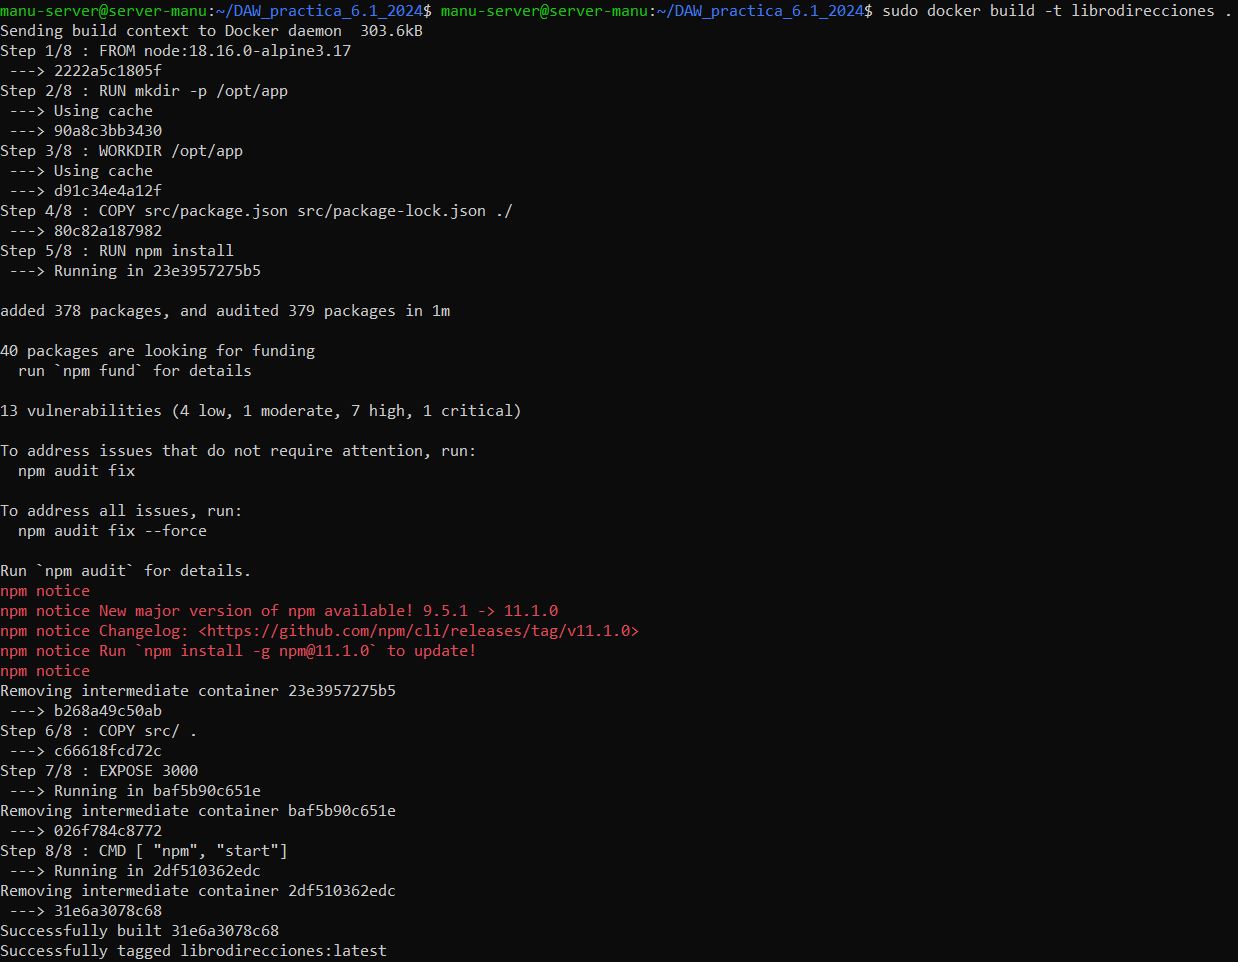 manu-server@server-manu:~/DAW_practica_6.1_2024$ manu-server@server-manu:~/DAW_practica_6.1_2024$ sudo docker build -t librodirecciones .
Sending build context to Docker daemon  303.6kB
Step 1/8 : FROM node:18.16.0-alpine3.17
 ---> 2222a5c1805f
Step 2/8 : RUN mkdir -p /opt/app
 ---> Using cache
 ---> 90a8c3bb3430
Step 3/8 : WORKDIR /opt/app
 ---> Using cache
 ---> d91c34e4a12f
Step 4/8 : COPY src/package.json src/package-lock.json ./
 ---> 80c82a187982
Step 5/8 : RUN npm install
 ---> Running in 23e3957275b5
added 378 packages, and audited 379 packages in 1m
40 packages are looking for funding
  run `npm fund` for details
13 vulnerabilities (4 low, 1 moderate, 7 high, 1 critical)
To address issues that do not require attention, run:
  npm audit fix
To address all issues, run:
  npm audit fix --force
Run `npm audit` for details.
npm notice
npm notice New major version of npm available! 9.5.1 -> 11.1.0
npm notice Changelog: <https://github.com/npm/cli/releases/tag/v11.1.0>
npm notice Run `npm install -g npm@11.1.0` to update!
npm notice
Removing intermediate container 23e3957275b5
 ---> b268a49c50ab
Step 6/8 : COPY src/ .
 ---> c66618fcd72c
Step 7/8 : EXPOSE 3000
 ---> Running in baf5b90c651e
Removing intermediate container baf5b90c651e
 ---> 026f784c8772
Step 8/8 : CMD [ "npm", "start"]
 ---> Running in 2df510362edc
Removing intermediate container 2df510362edc
 ---> 31e6a3078c68
Successfully built 31e6a3078c68
Successfully tagged librodirecciones:latest